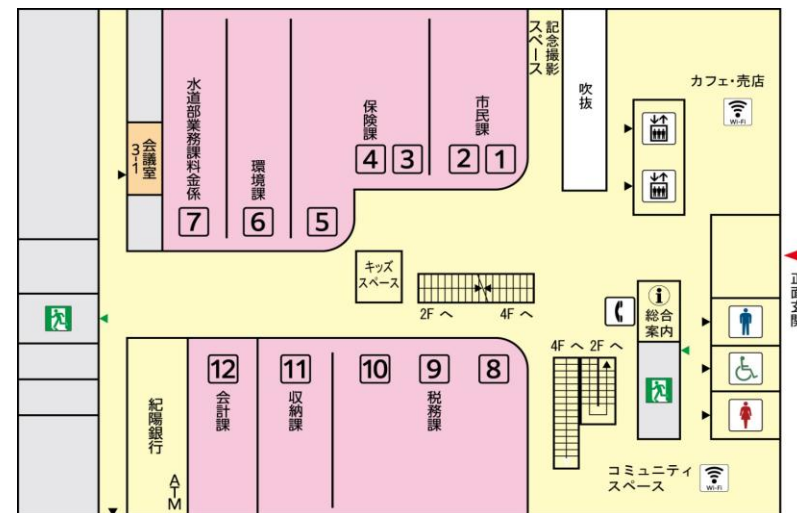 記念撮影
スペース
吹抜
カフェ・売店
Wi-Fi
水道部業務課料金係
7
環境課
6
5
保険課
4
3
市民課
2
1
会議室
3-1
キッズ
スペース
2F へ
4F へ
i
総合
案内
正面玄関
4F へ
2F へ
12
会計課
11
収納課
10
9
税務課
8
紀陽銀行
ATM
コミュニティ
スペース
Wi-Fi